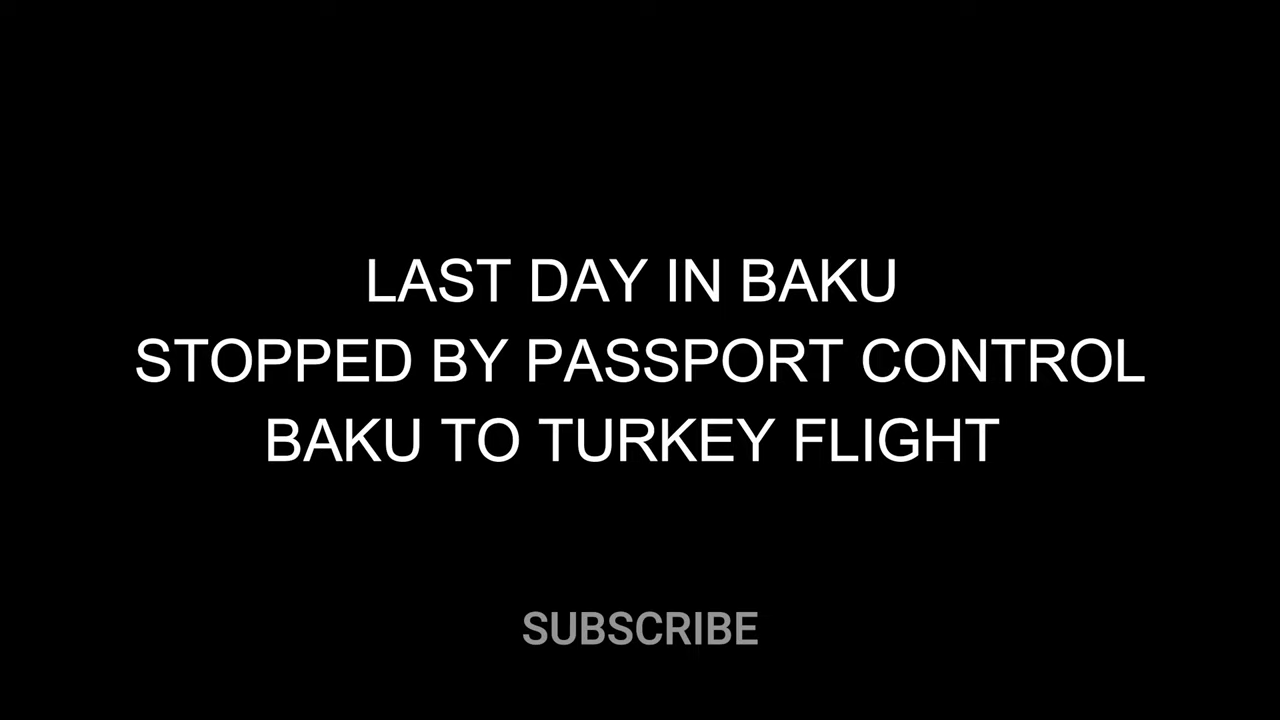 LAST DAY IN BAKU
STOPPED BY PASSPORT CONTROL
BAKU TO TURKEY FLIGHT
SUBSCRIBE